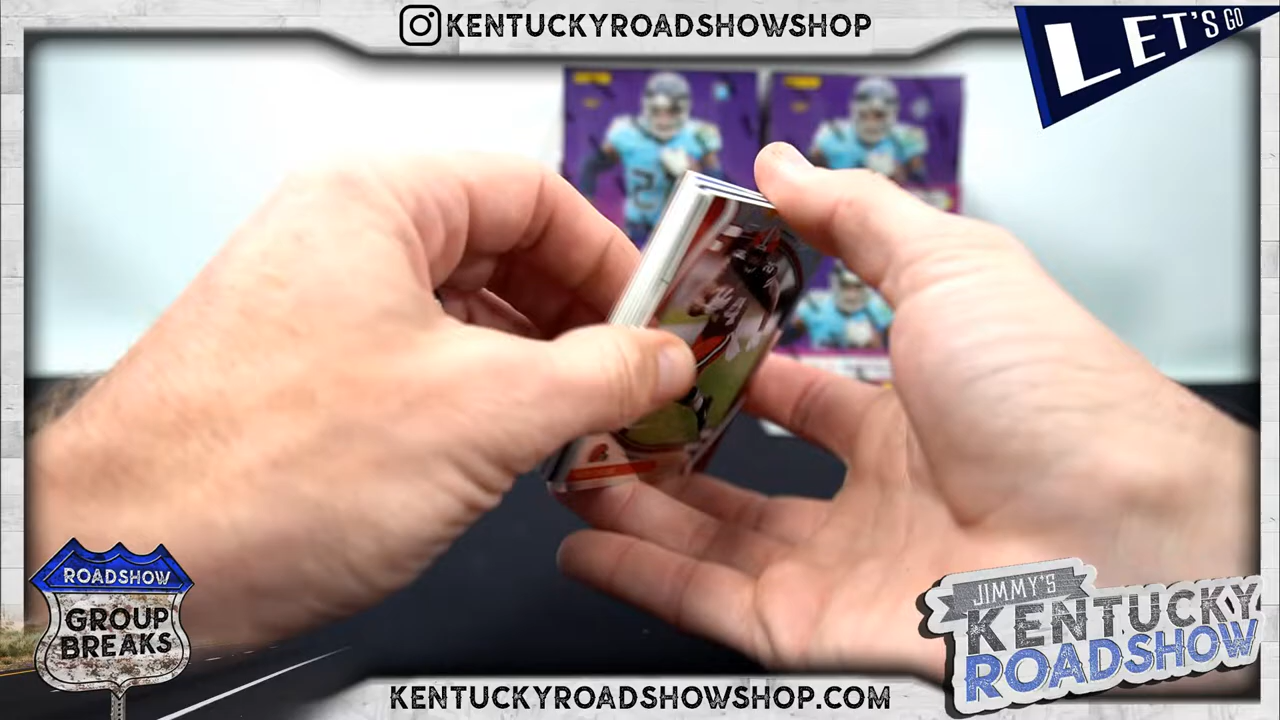 KENTUCKYROADSHOWSHOP
LET'S GO
ROADSHOW
GROUP
BREAKS
JIMMY'S
KENTUCKY
ROADSHOW
KENTUCKYROADSHOWSHOP.COM